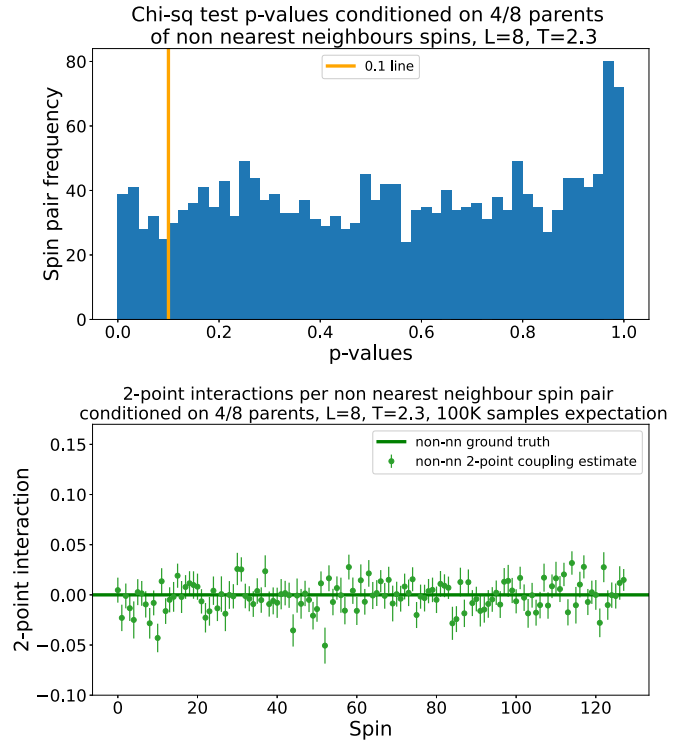 Chi-sq test p-values conditioned on 4/8 parents
of non nearest neighbours spins, L=8, T=2.3
80
60
40
20
0
Spin pair frequency
0.1 line
0.0 0.2 0.4 0.6 0.8 1.0
p-values
2-point interactions per non nearest neighbour spin pair
conditioned on 4/8 parents, L=8, T=2.3, 100K samples expectation
0.15
0.10
0.05
0.00
−0.05
−0.10
2-point interaction
non-nn ground truth
non-nn 2-point coupling estimate
0 20 40 60 80 100 120
Spin